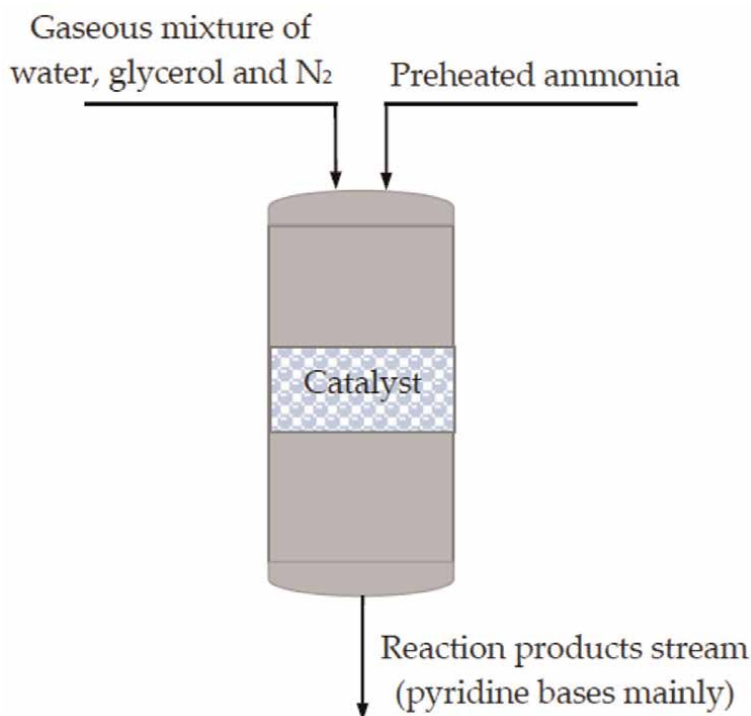 Gaseous mixture of
water, glycerol and N₂
Preheated ammonia
Catalyst
Reaction products stream
(pyridine bases mainly)